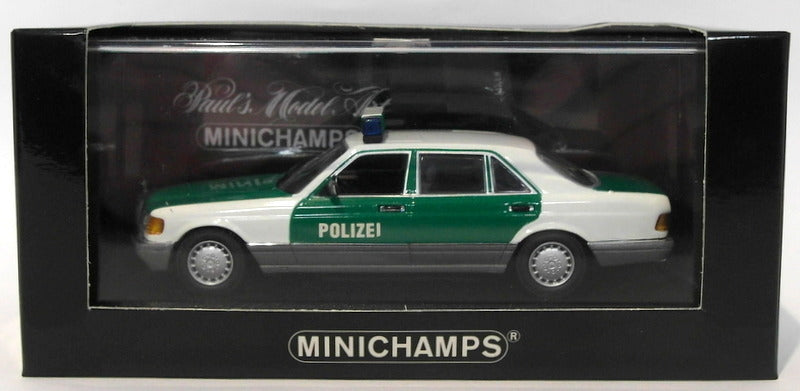 Paul's Model Art
MINICHAMPS
POLIZEI
MINICHAMPS®